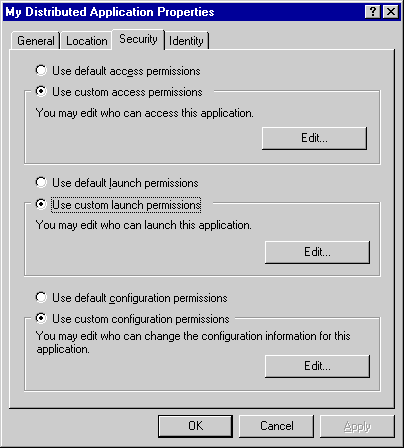 My Distributed Application Properties
General Location Security Identity
Use default access permissions
Use custom access permissions
You may edit who can access this application.
Edit...
Use default launch permissions
Use custom launch permissions
You may edit who can launch this application.
Edit...
Use default configuration permissions
Use custom configuration permissions
You may edit who can change the configuration information for this
application.
Edit...
OK Cancel Apply